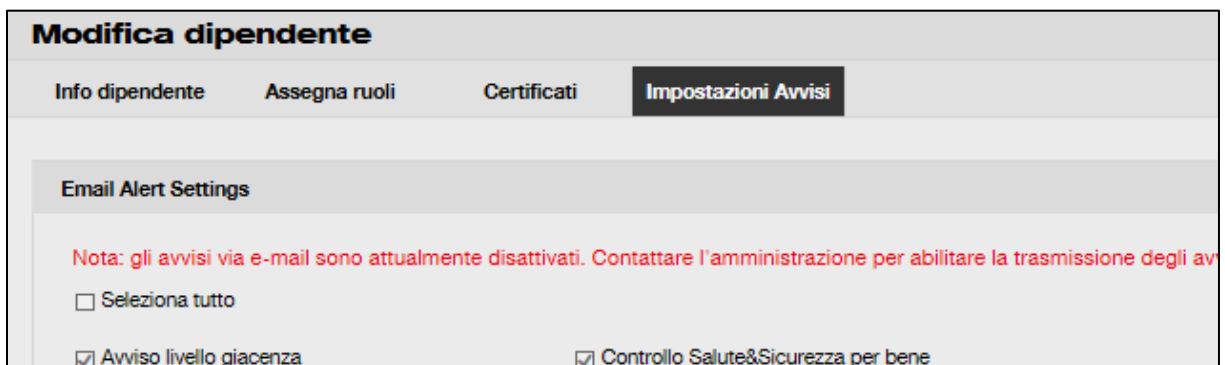 Modifica dipendente
Info dipendente Assegna ruoli Certificati Impostazioni Avvisi
Email Alert Settings
Nota: gli avvisi via e-mail sono attualmente disattivati. Contattare l'amministrazione per abilitare la trasmissione degli
Seleziona tutto
Avviso livello giacenza Controllo Salute&Sicurezza per bene